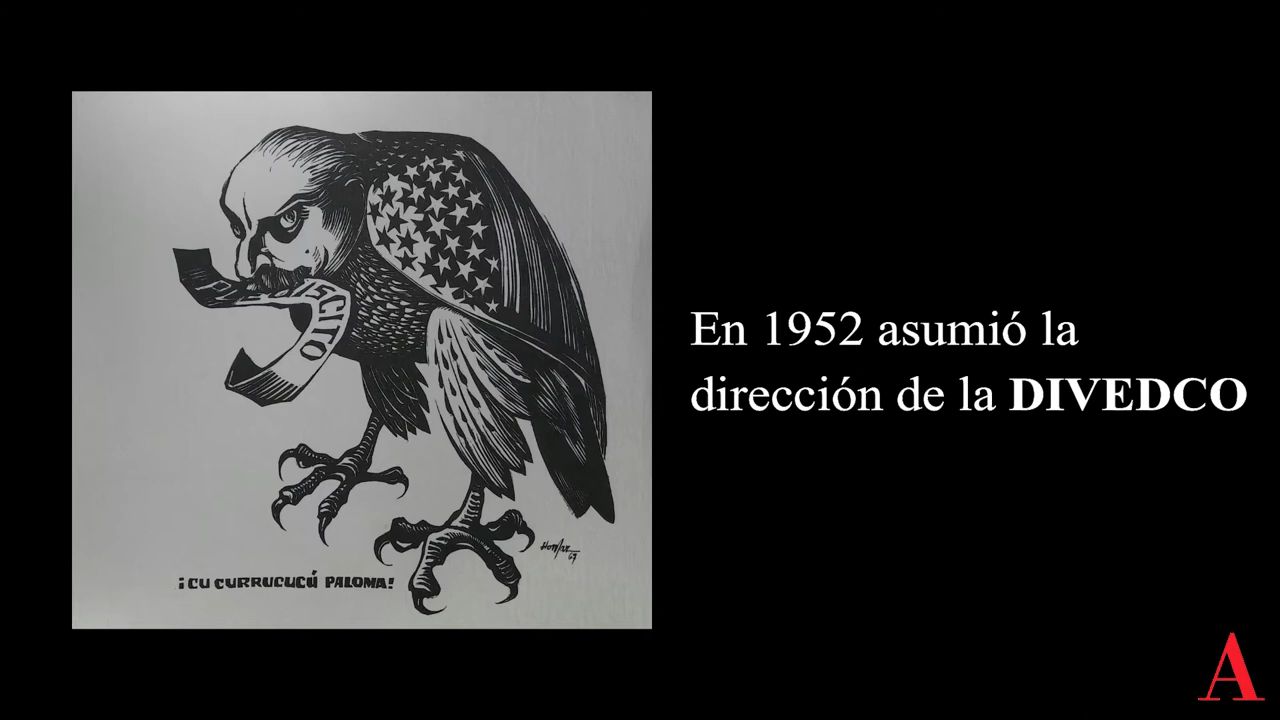 En 1952 asumió la
dirección de la DIVEDCO
¡CU CURRUCUCÚ PALOMA!
A